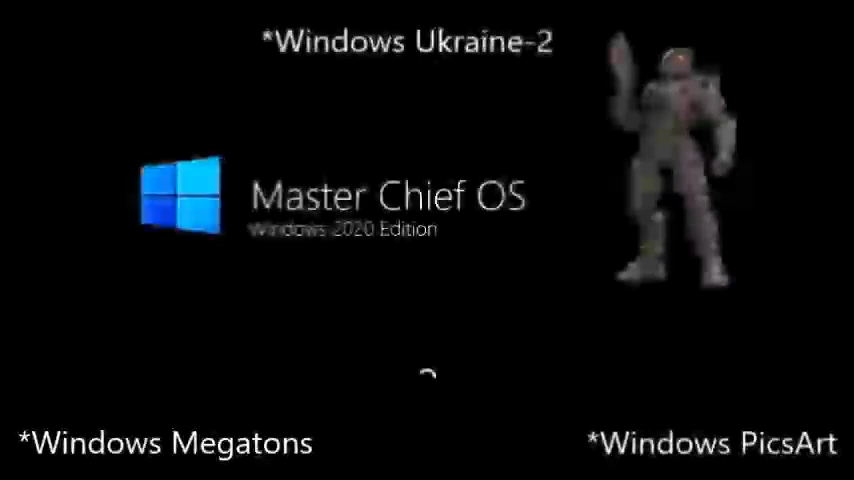 *Windows Ukraine-2
Master Chief OS
Windows 2020 Edition
*Windows Megatons
*Windows PicsArt